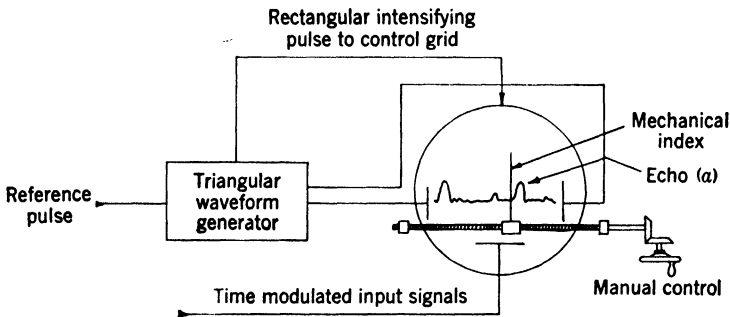 Rectangular intensifying
pulse to control grid
Mechanical
index
Echo (a)
Triangular
waveform
generator
Reference
pulse
Manual control
Time modulated input signals